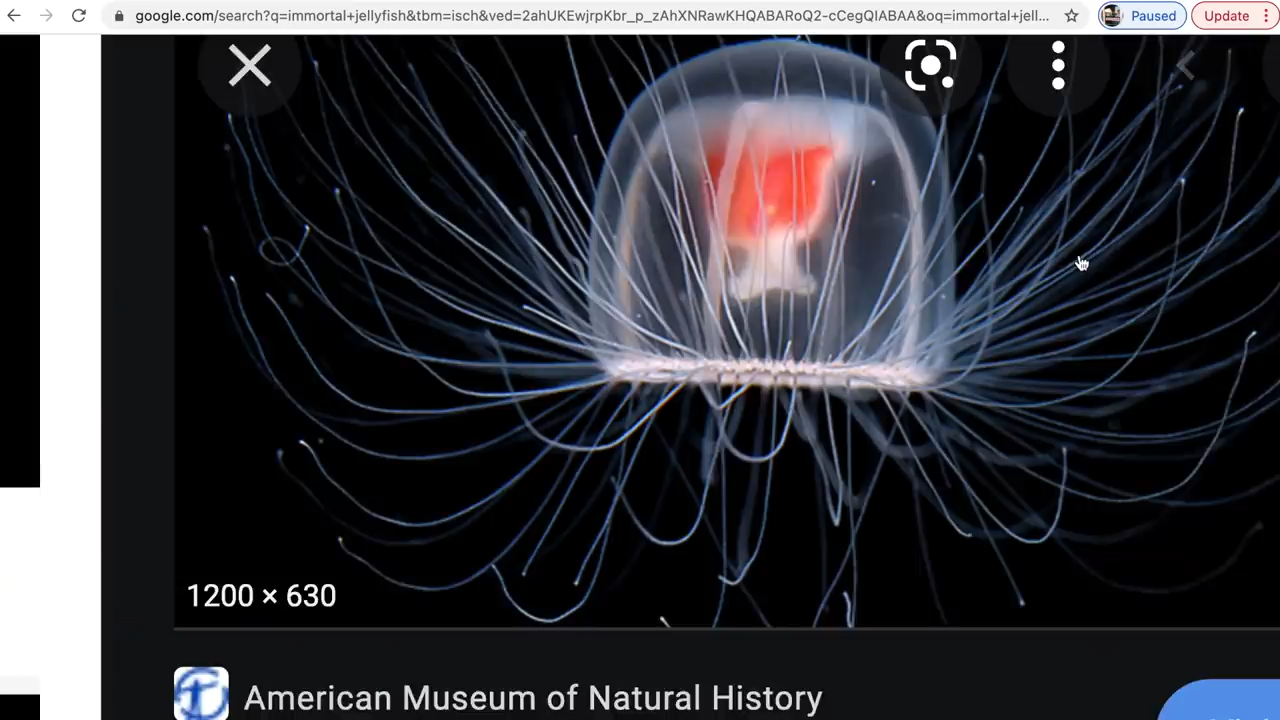 google.com/search?q=immortal+jellyfish&tbm=isch&ved=2ahUKEwjrpKbr_p_zAhXNRawKHQABARoQ2-cCegQIABAA&oq=immortal+jell...
Paused
Update
1200 × 630
American Museum of Natural History